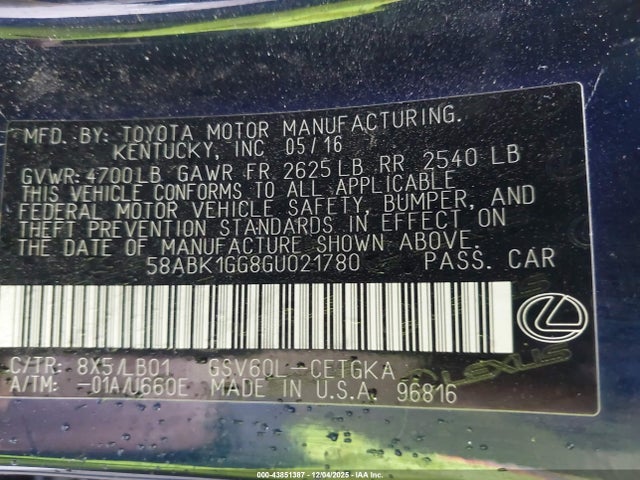 MFD. BY: TOYOTA MOTOR MANUFACTURING.
KENTUCKY, INC 05/16
GVWR: 4700LB GAWR FR 2625LB RR 2540 LB
THIS VEHICLE CONFORMS TO ALL APPLICABLE
FEDERAL MOTOR VEHICLE SAFETY, BUMPER, AND
THEFT PREVENTION STANDARDS IN EFFECT ON
THE DATE OF MANUFACTURE SHOWN ABOVE.
58ABK1GG8GU021780 PASS. CAR
C/TR: 8X5/LB01 GSV60L-CETGKA LEXUS
A/TM: -01A/U660E MADE IN U.S.A. 96816
000-43851387 12/04/2025 IAA Inc.